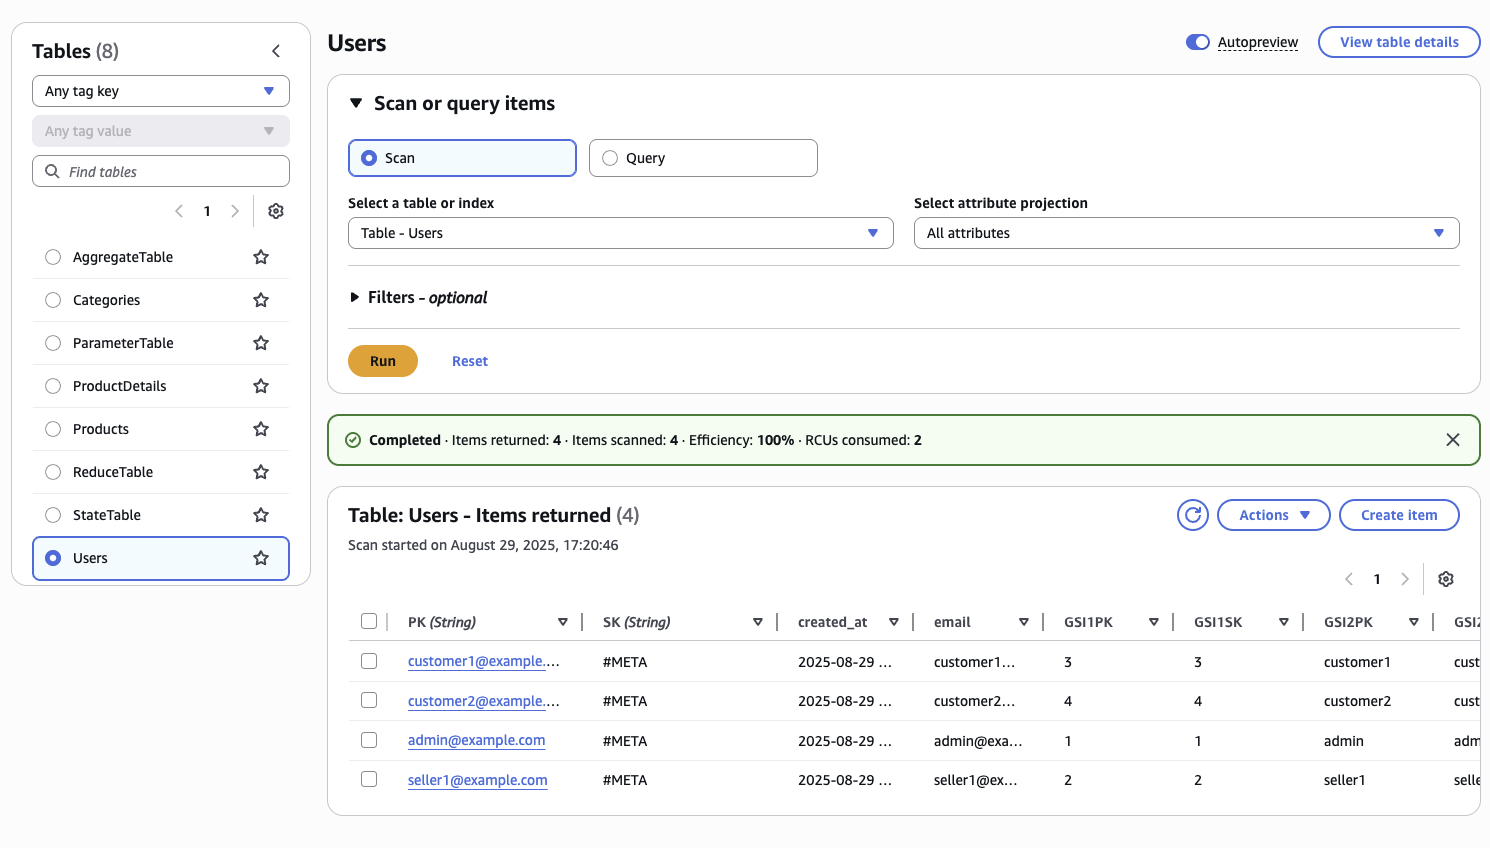 Tables (8)
Any tag key
Any tag value
Find tables
1
AggregateTable
Categories
ParameterTable
ProductDetails
Products
ReduceTable
StateTable
Users
Users
Autopreview
View table details
Scan or query items
Scan
Query
Select a table or index
Select attribute projection
Table - Users
All attributes
Filters - optional
Run
Reset
Completed · Items returned: 4 · Items scanned: 4 · Efficiency: 100% · RCUs consumed: 2
Table: Users - Items returned (4)
Actions
Create item
Scan started on August 29, 2025, 17:20:46
1
PK (String) SK (String) created_at email GSI1PK GSI1SK GSI2PK GSI2
customer1@example.… #META 2025-08-29 … customer1… 3 3 customer1 cust
customer2@example.… #META 2025-08-29 … customer2… 4 4 customer2 cust
admin@example.com #META 2025-08-29 … admin@exa… 1 1 admin adm
seller1@example.com #META 2025-08-29 … seller1@ex… 2 2 seller1 selle